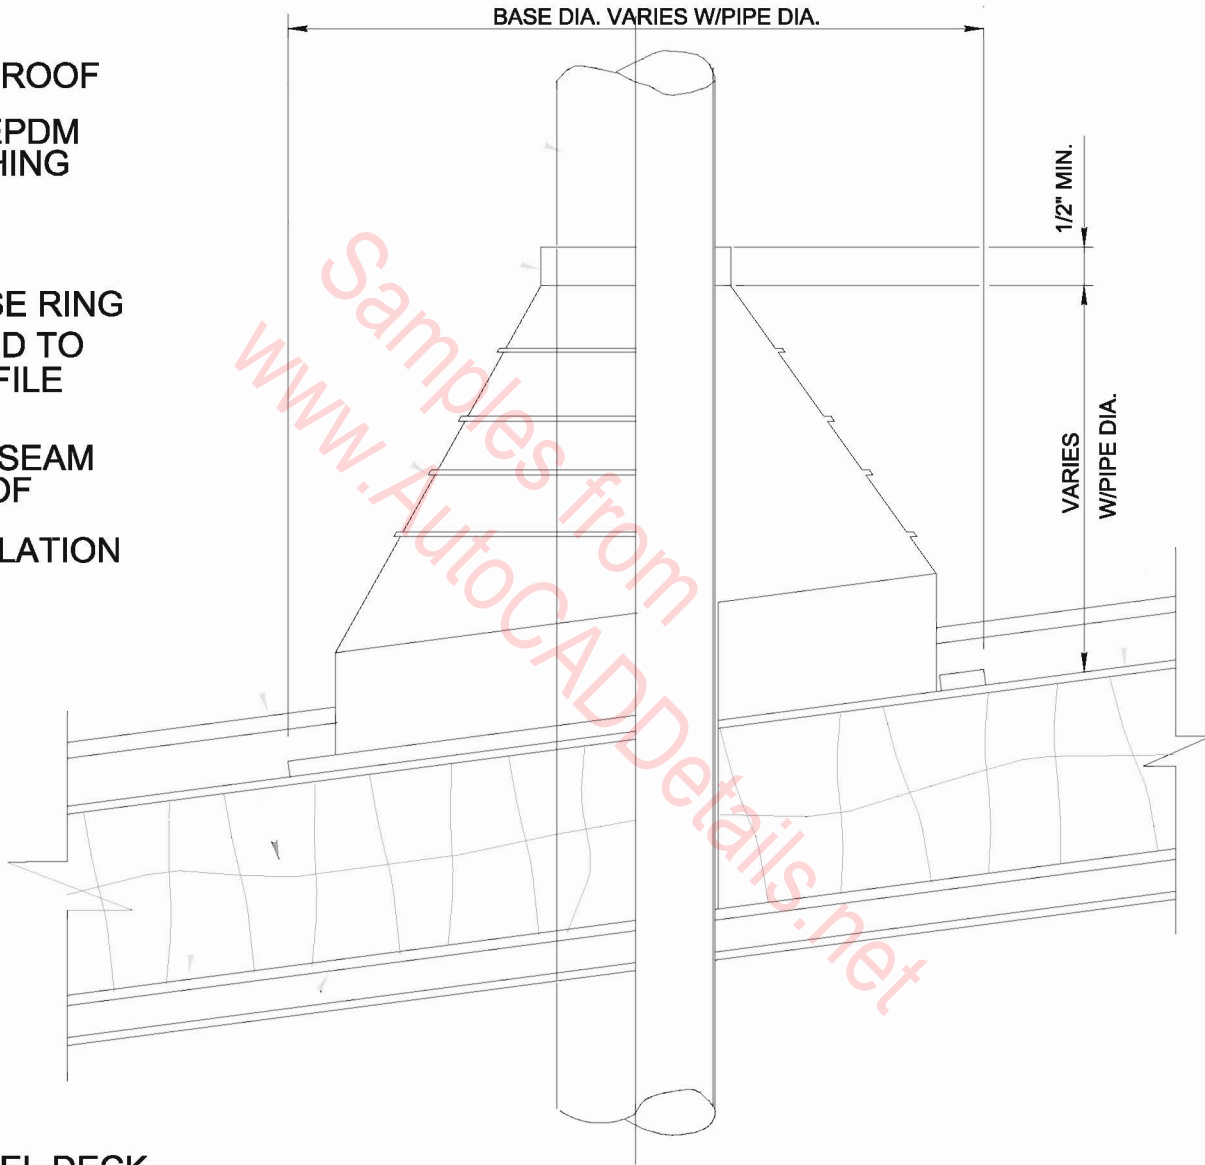 BASE DIA. VARIES W/PIPE DIA.
ROOF
EPDM
HING
1/2" MIN.
SE RING
D TO
FILE
SEAM
OF
LATION
VARIES
W/PIPE DIA.
Samples from
www.AutoCADDetails.net
EL DECK